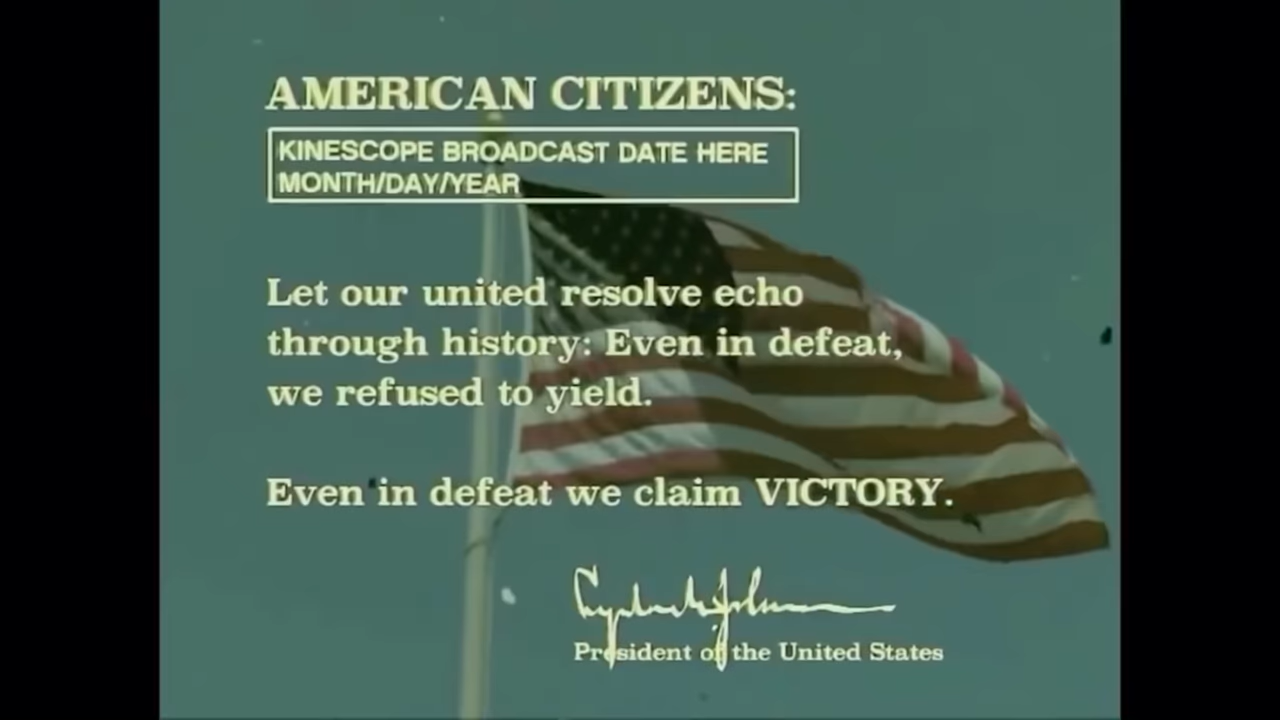 AMERICAN CITIZENS:
KINESCOPE BROADCAST DATE HERE
MONTH/DAY/YEAR
Let our united resolve echo
through history: Even in defeat,
we refused to yield.
Even in defeat we claim VICTORY.
President of the United States